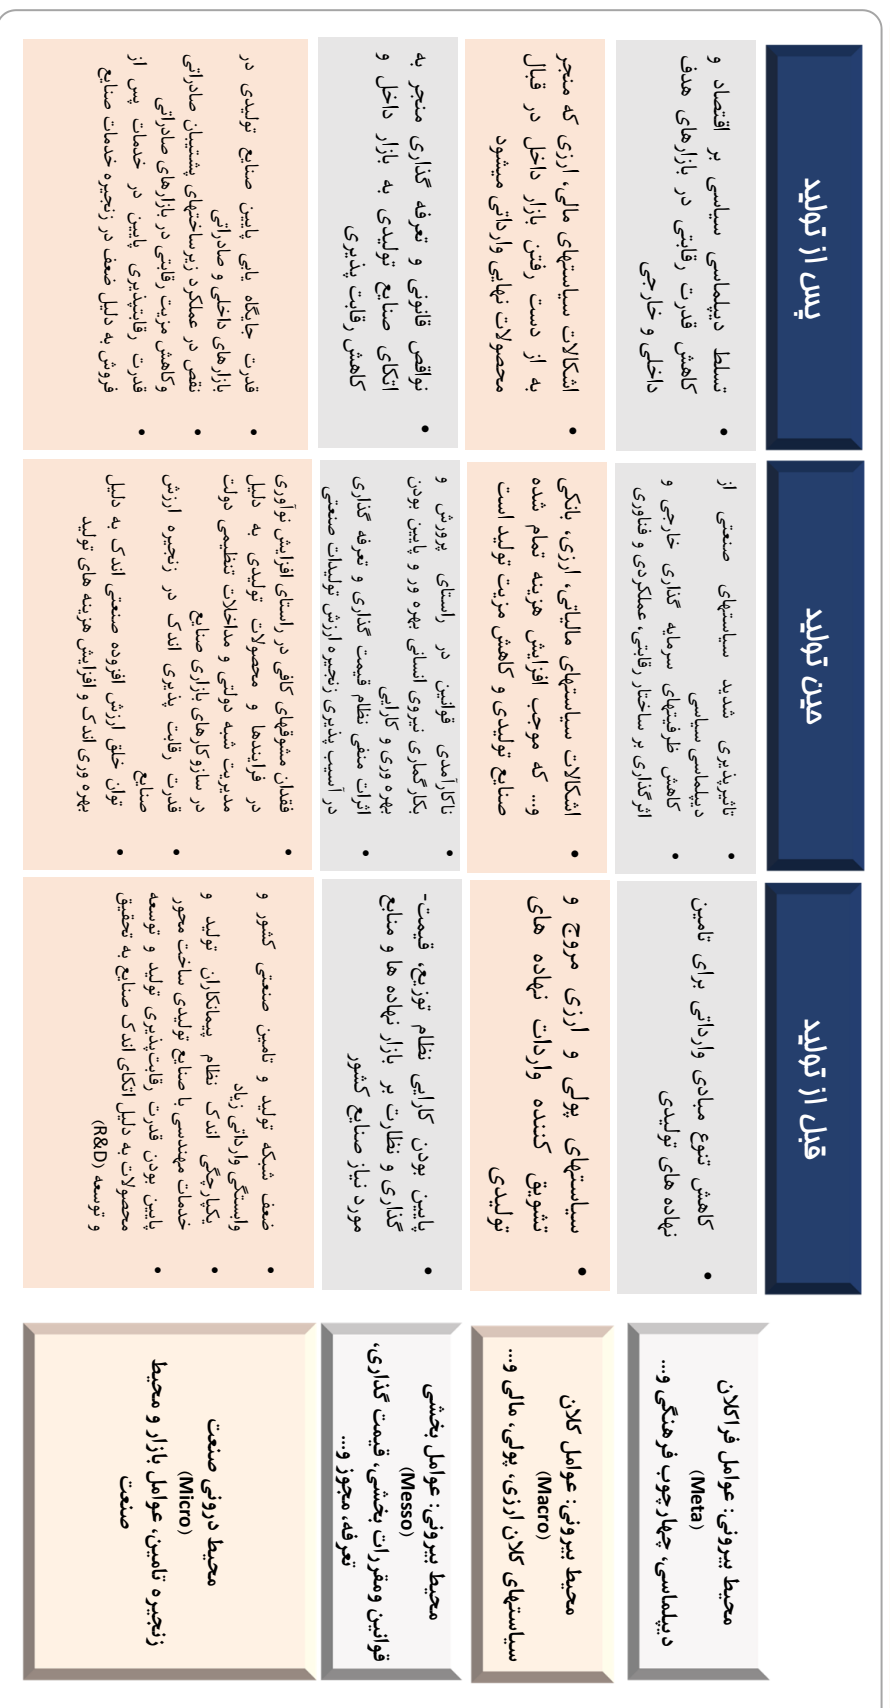 قبل از تولید
حین تولید
پس از تولید
محیط بیرونی: عوامل فراکلان
(Meta)
دیپلماسی، چهارچوب فرهنگی و...
• کاهش تنوع مبادی وارداتی برای تامین
نهاده های تولیدی
• تاثیرپذیری شدید سیاستهای صنعتی از
دیپلماسی سیاسی
• کاهش ظرفیتهای سرمایه گذاری خارجی و
اثرگذاری بر ساختار رقابتی، عملکردی و فناوری
• تسلط دیپلماسی سیاسی بر اقتصاد و
کاهش قدرت رقابتی در بازارهای هدف
داخلی و خارجی
محیط بیرونی: عوامل کلان
(Macro)
سیاستهای کلان ارزی، پولی، مالی و...
• سیاستهای پولی و ارزی مروج و
تشویق کننده واردات نهاده های
تولیدی
• اشکالات سیاستهای مالیاتی، ارزی، بانکی
و... که موجب افزایش هزینه تمام شده
صنایع تولیدی و کاهش مزیت تولید است
• اشکالات سیاستهای مالی، ارزی که منجر
به از دست رفتن بازار داخل در قبال
محصولات نهایی وارداتی میشود
محیط بیرونی: عوامل بخشی
(Messo)
قوانین ومقررات بخشی، قیمت گذاری،
تعرفه، مجوز و...
• پایین بودن کارایی نظام توزیع، قیمت-
گذاری و نظارت بر بازار نهاده ها و منابع
مورد نیاز صنایع کشور
• ناکارآمدی قوانین در راستای پرورش و
بکارگماری نیروی انسانی بهره ور و پایین بودن
بهره وری و کارایی
• اثرات منفی نظام قیمت گذاری و تعرفه گذاری
در آسیب پذیری زنجیره ارزش تولیدات صنعتی
• نواقص قانونی و تعرفه گذاری منجر به
اتکای صنایع تولیدی به بازار داخل و
کاهش رقابت پذیری
محیط درونی صنعت
(Micro)
زنجیره تامین، عوامل بازار و محیط
صنعت
• ضعف شبکه تولید و تامین صنعتی کشور و
وابستگی وارداتی زیاد
• یکپارچگی اندک نظام پیمانکاران تولید و
خدمات مهندسی با صنایع تولیدی ساخت محور
• پایین بودن قدرت رقابت‌پذیری تولید و توسعه
محصولات به دلیل اتکای اندک صنایع به تحقیق
و توسعه (R&D)
• فقدان مشوقهای کافی در راستای افزایش نوآوری
در فرایندها و محصولات تولیدی به دلیل
مدیریت شبه دولتی و مداخلات تنظیمی دولت
در سازوکارهای بازاری صنایع
• قدرت رقابت پذیری اندک در زنجیره ارزش
صنایع
• توان خلق ارزش افزوده صنعتی اندک به دلیل
بهره وری اندک و افزایش هزینه های تولید
• قدرت جایگاه یابی پایین صنایع تولیدی در
بازارهای داخلی و صادراتی
• نقص در عملکرد زیرساختهای پشتیبان صادراتی
وکاهش مزیت رقابتی در بازارهای صادراتی
• قدرت رقابتپذیری پایین در خدمات پس از
فروش به دلیل ضعف در زنجیره خدمات صنایع